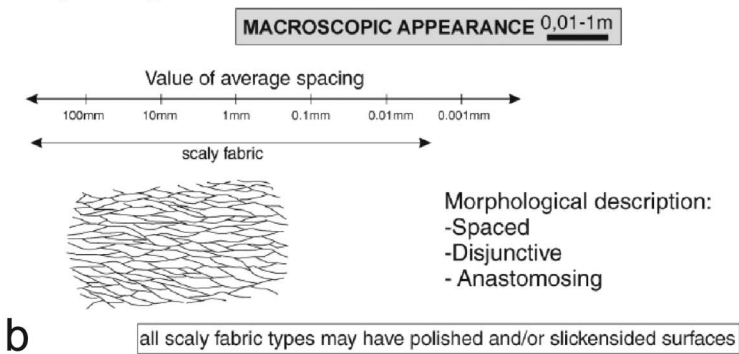 MACROSCOPIC APPEARANCE 0,01-1m
Value of average spacing
100mm 10mm 1mm 0.1mm 0.01mm 0.001mm
scaly fabric
Morphological description:
-Spaced
-Disjunctive
- Anastomosing
b
all scaly fabric types may have polished and/or slickensided surfaces